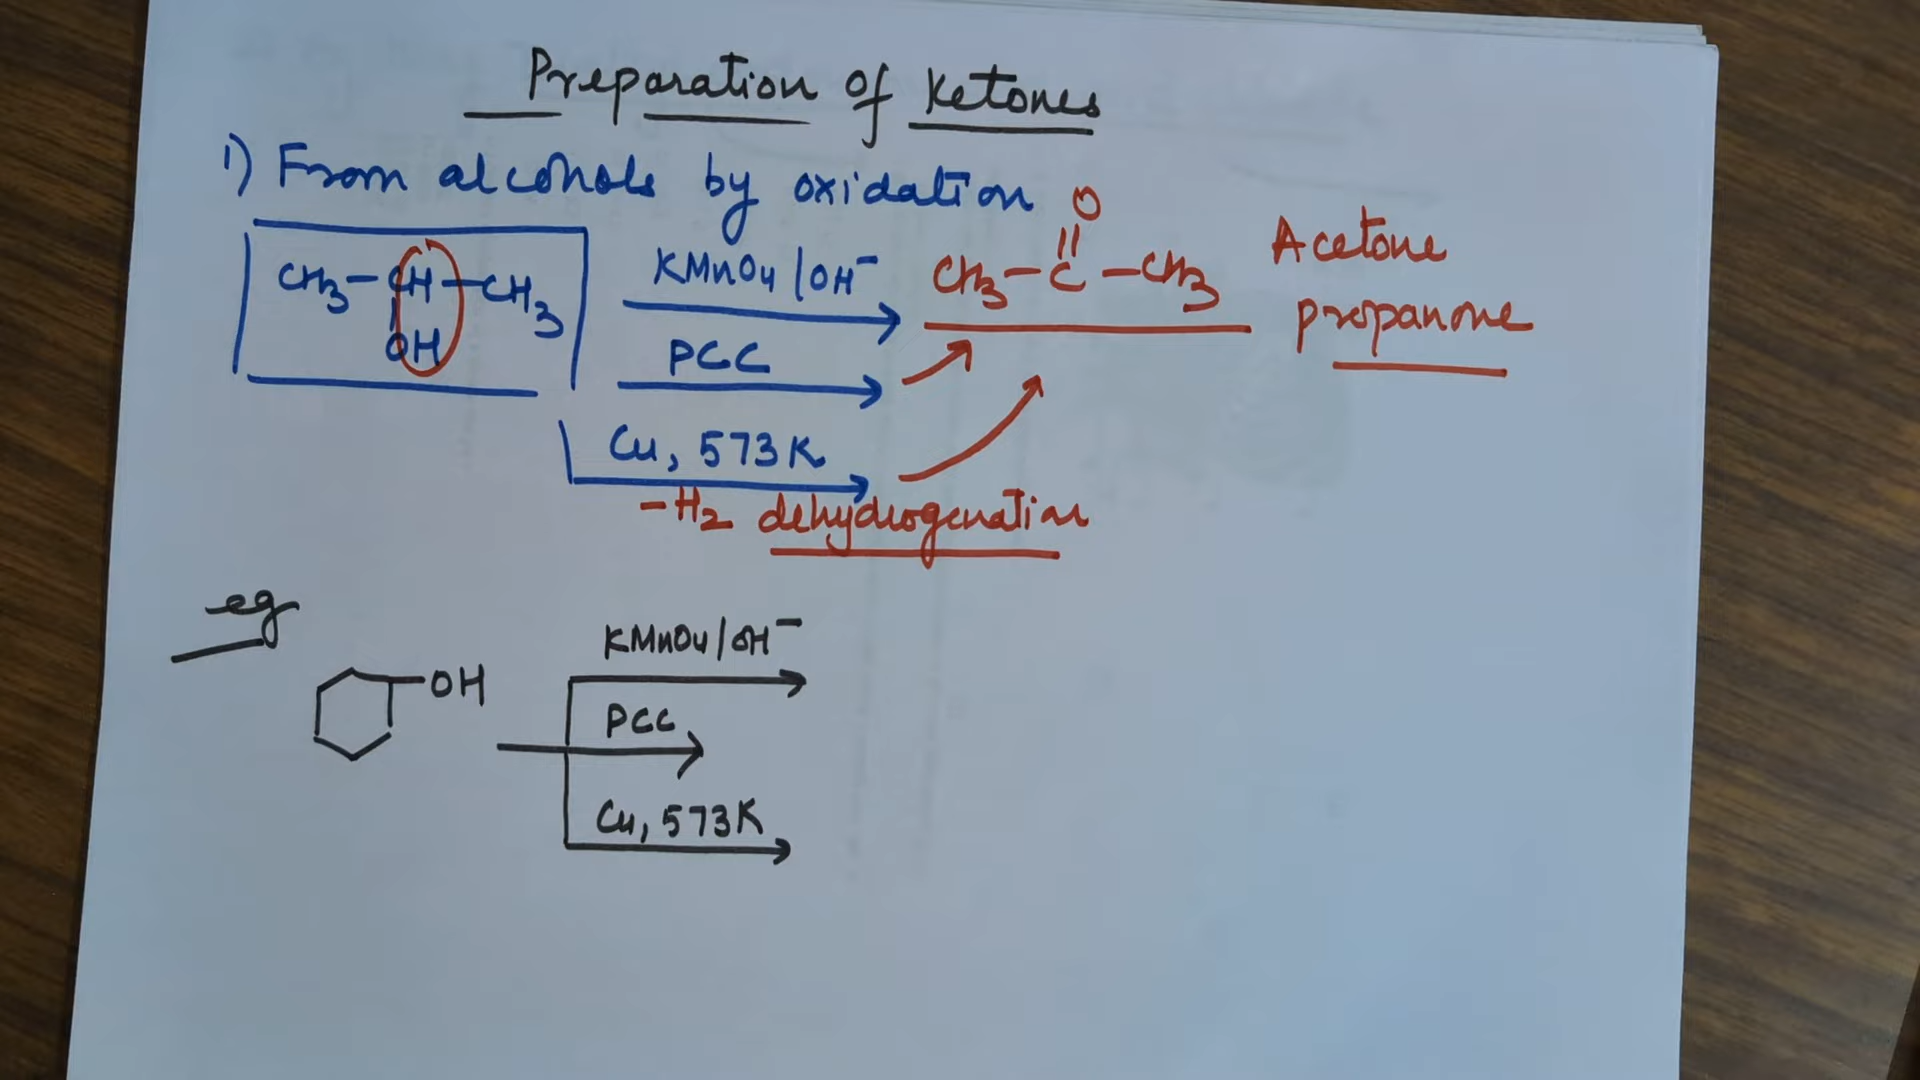 Preparation of Ketones
1) From alcohols by oxidation
O
CH3-CH-CH3 KMnO4/OH⁻ CH3-C-CH3 Acetone
OH PCC propanone
Cu, 573K
-H2 dehydrogenation
eg
KMnO4/OH⁻
OH
PCC
Cu, 573K